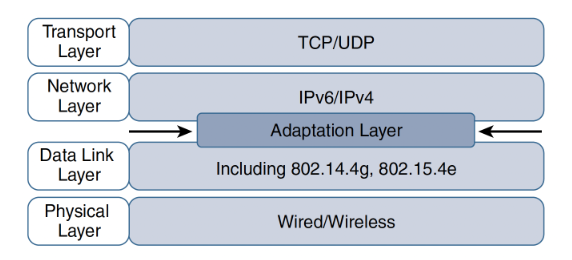 Transport
Layer
TCP/UDP
Network
Layer
IPv6/IPv4
Adaptation Layer
Data Link
Layer
Including 802.14.4g, 802.15.4e
Physical
Layer
Wired/Wireless